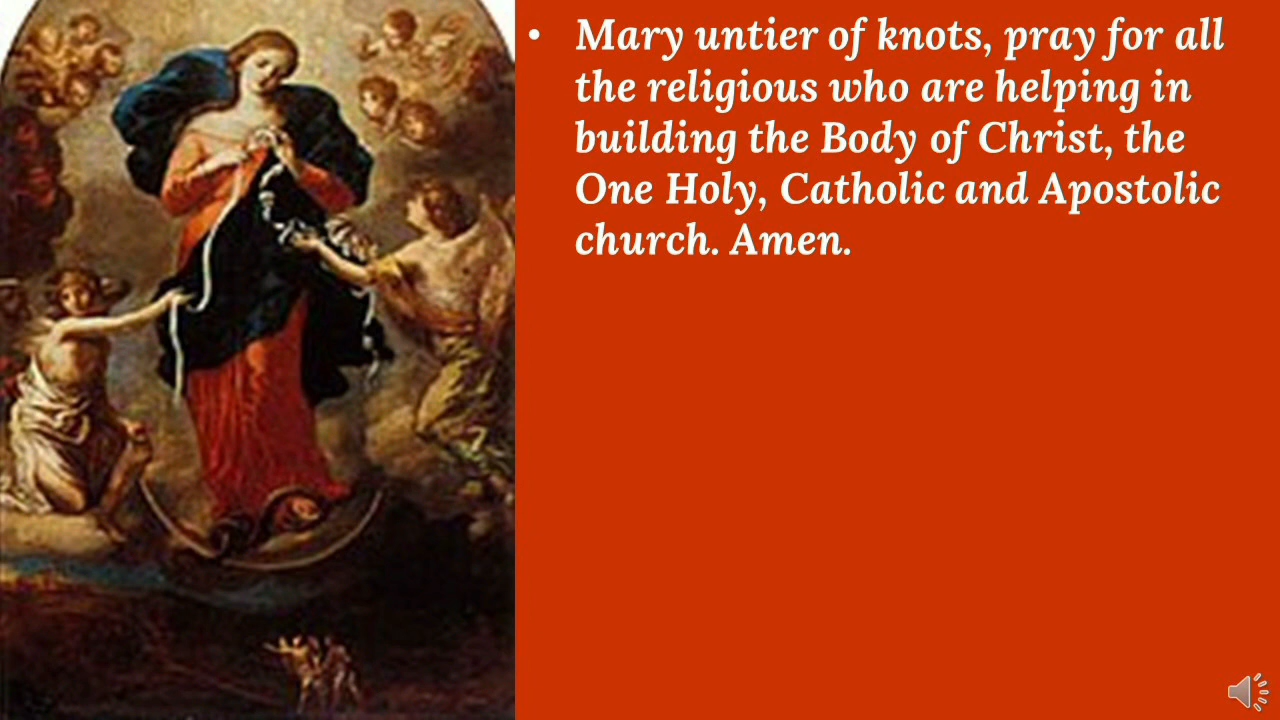 • Mary untier of knots, pray for all
the religious who are helping in
building the Body of Christ, the
One Holy, Catholic and Apostolic
church. Amen.